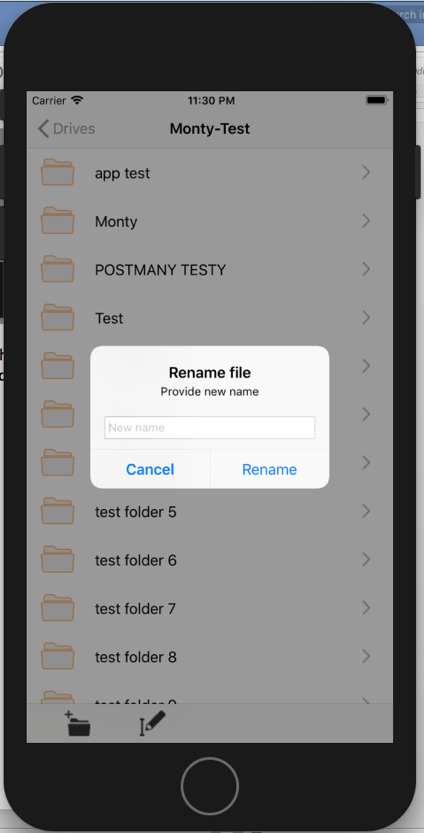 Carrier
11:30 PM
Drives
Monty-Test
app test
Monty
POSTMANY TESTY
Test
Rename file
Provide new name
New name
Cancel
Rename
test folder 5
test folder 6
test folder 7
test folder 8